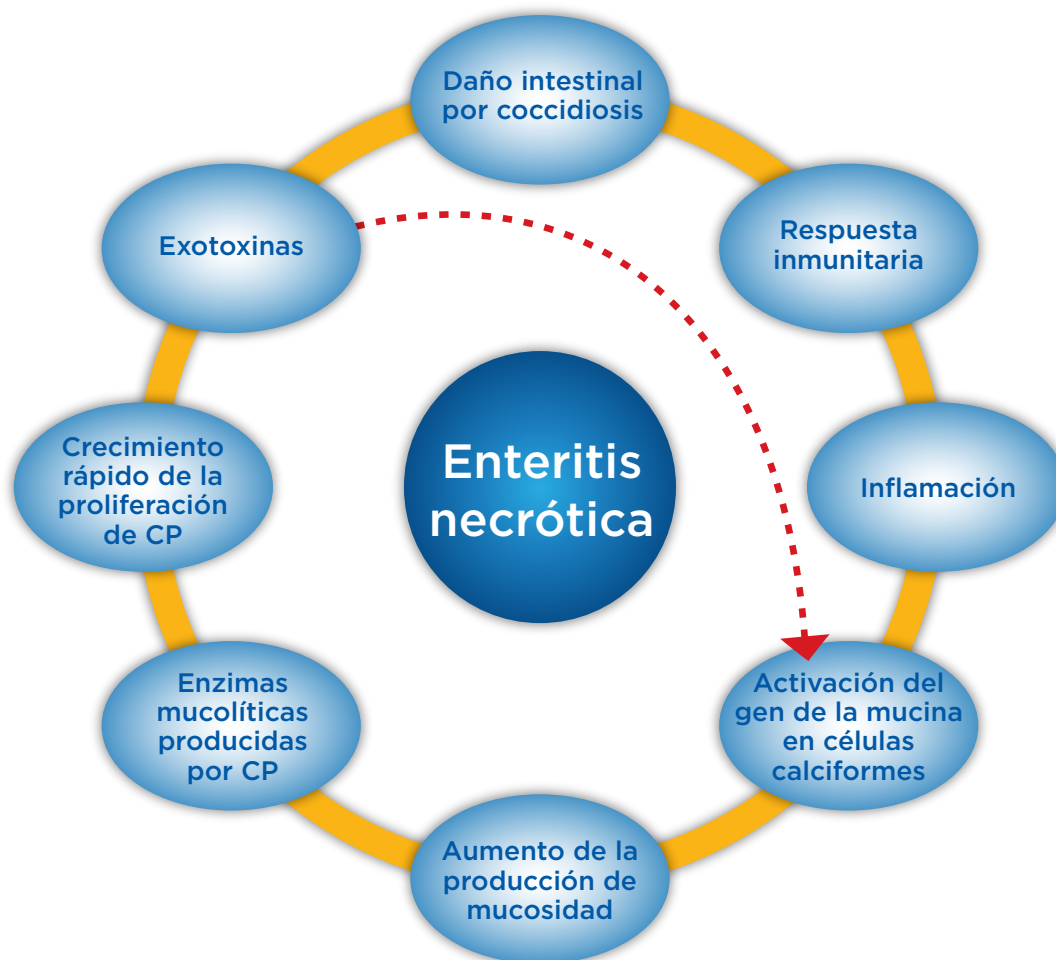 Daño intestinal
por coccidiosis
Respuesta
inmunitaria
Inflamación
Activación del
gen de la mucina
en células
calciformes
Aumento de la
producción de
mucosidad
Enzimas
mucolíticas
producidas
por CP
Crecimiento
rápido de la
proliferación
de CP
Exotoxinas
Enteritis
necrótica